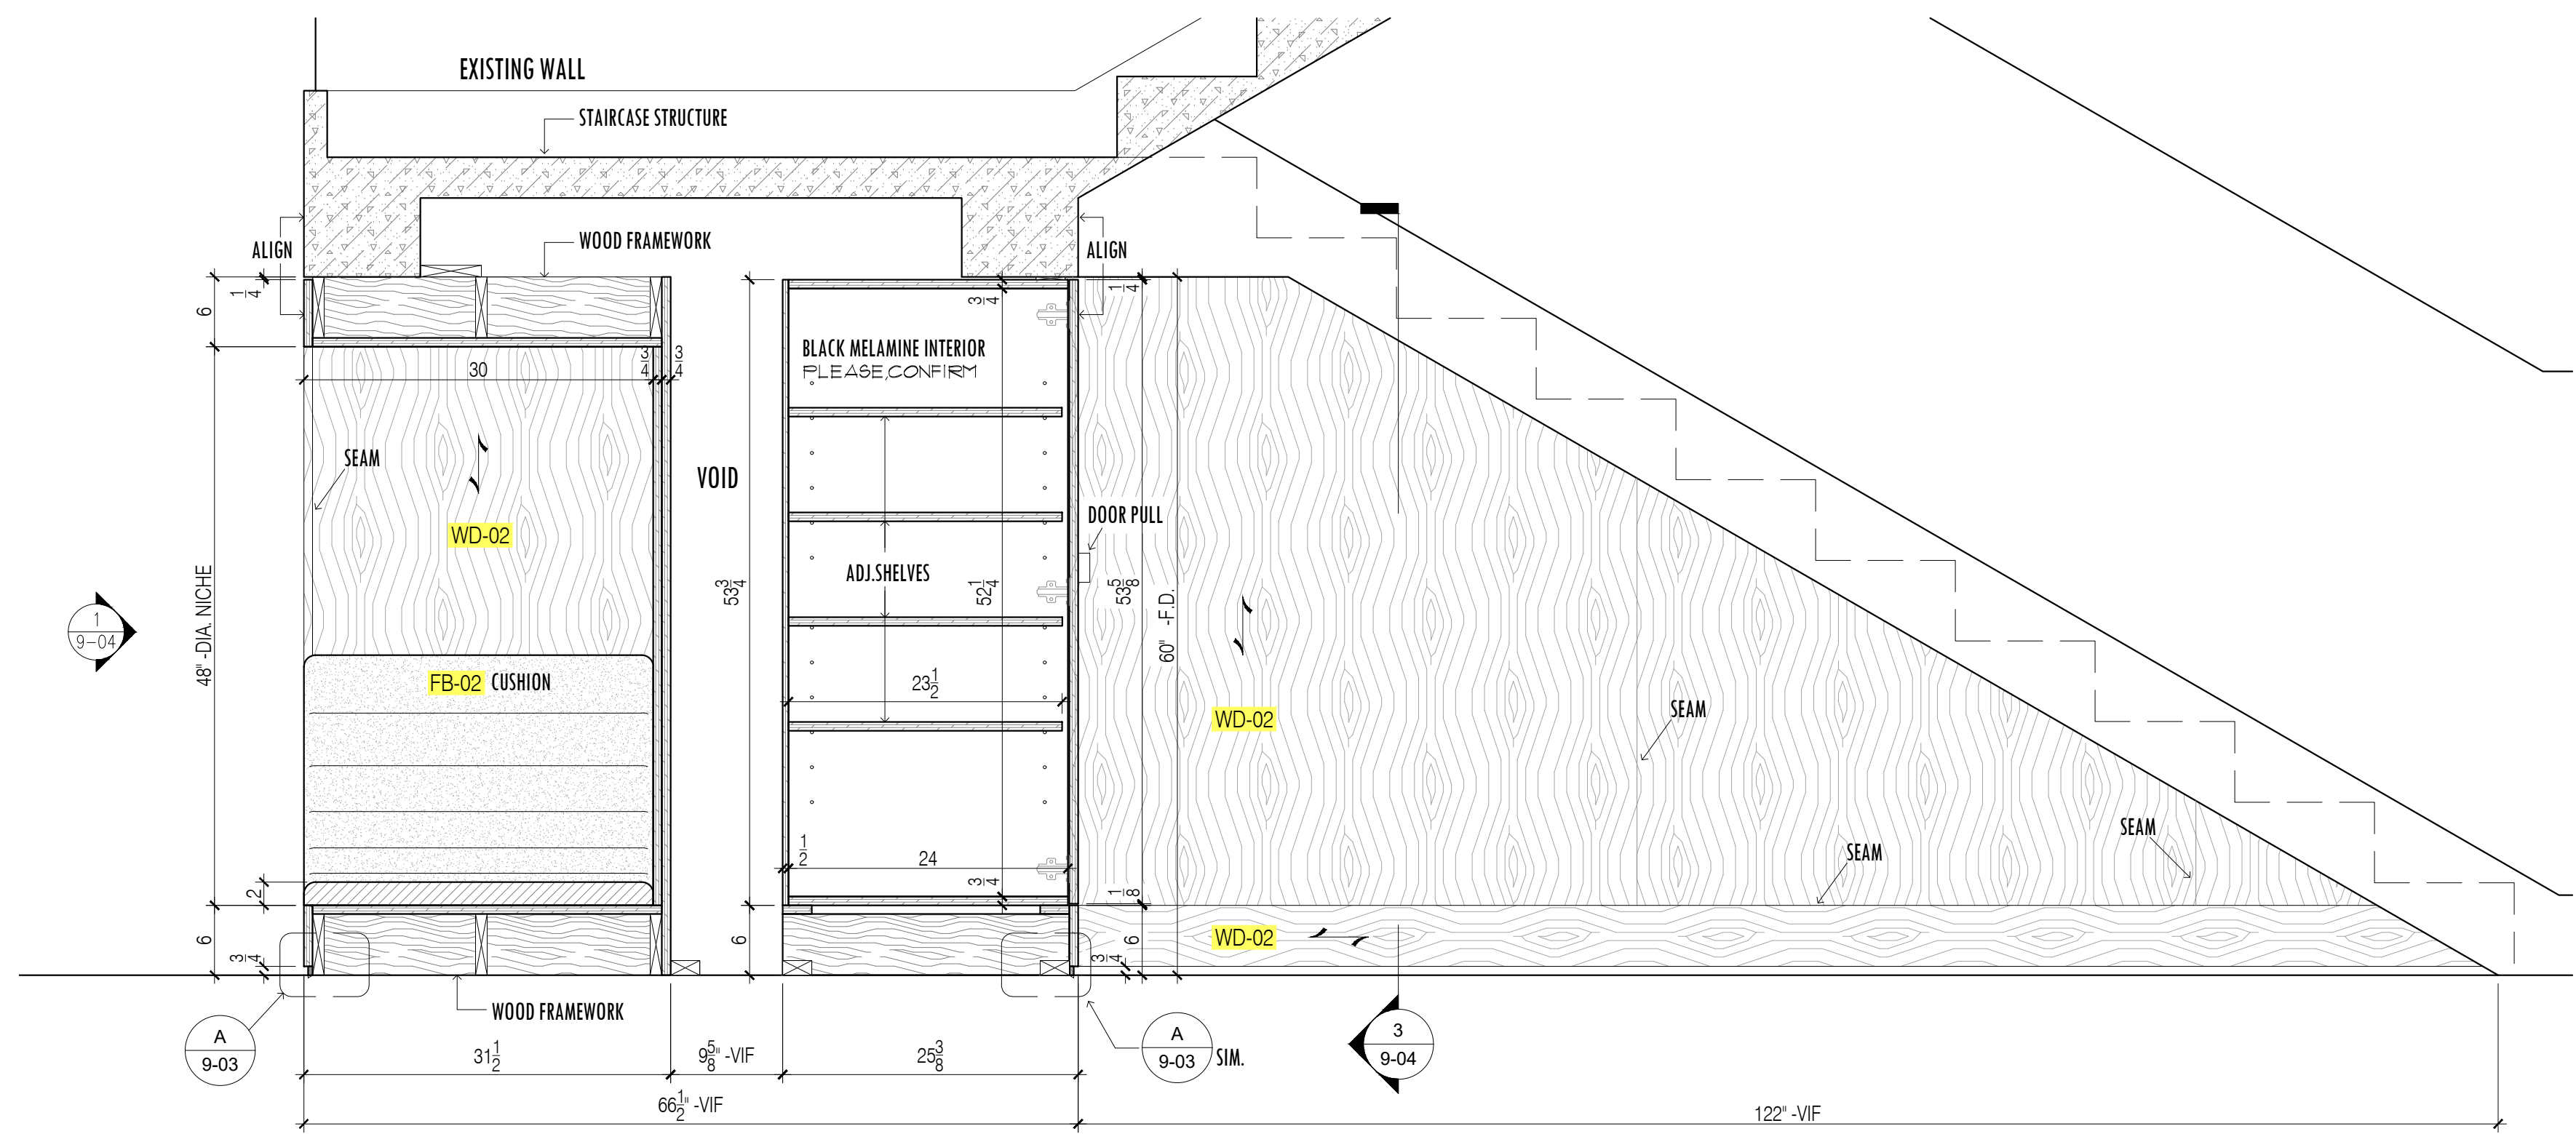 EXISTING WALL
STAIRCASE STRUCTURE
WOOD FRAMEWORK
ALIGN
ALIGN
1/4
6
3/4
1/4
30
3/4
3/4
BLACK MELAMINE INTERIOR
PLEASE,CONFIRM
SEAM
VOID
WD-02
DOOR PULL
ADJ.SHELVES
48" -DIA. NICHE
53 3/4
52 1/4
53 5/8
60" -F.D.
1
9-04
FB-02 CUSHION
23 1/2
WD-02
SEAM
SEAM
SEAM
1/2
24
3/4
1/8
2
6
3/4
6
6
3/4
WD-02
WOOD FRAMEWORK
A
9-03
A
9-03 SIM.
3
9-04
31 1/2
9 5/8" -VIF
25 3/8
66 1/2" -VIF
122" -VIF